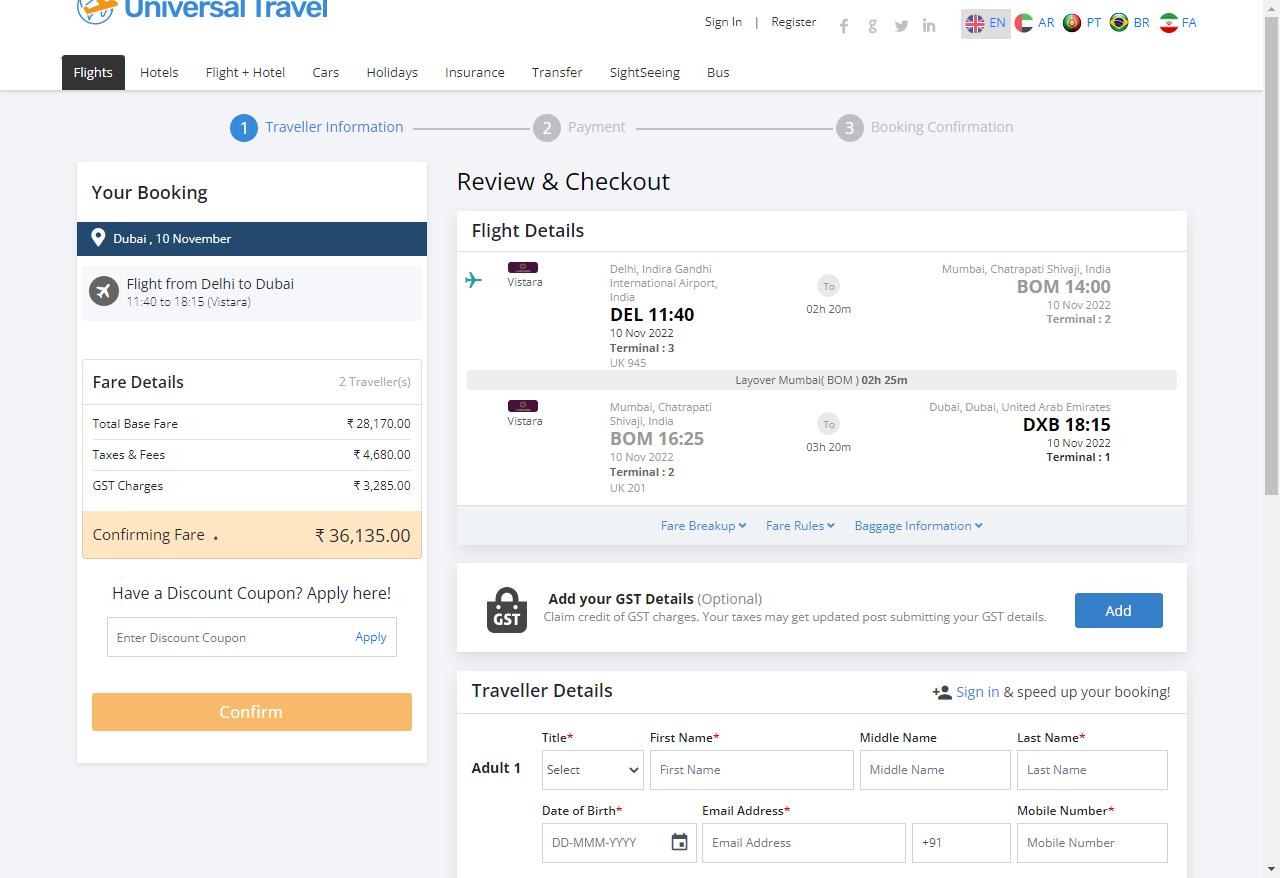 Universal Travel
Sign In | Register
EN AR PT BR FA
Flights Hotels Flight + Hotel Cars Holidays Insurance Transfer SightSeeing Bus
1 Traveller Information 2 Payment 3 Booking Confirmation
Your Booking
Dubai , 10 November
Flight from Delhi to Dubai
11:40 to 18:15 (Vistara)
Fare Details 2 Traveller(s)
Total Base Fare ₹ 28,170.00
Taxes & Fees ₹ 4,680.00
GST Charges ₹ 3,285.00
Confirming Fare ₹ 36,135.00
Have a Discount Coupon? Apply here!
Enter Discount Coupon Apply
Confirm
Review & Checkout
Flight Details
Vistara
Delhi, Indira Gandhi
International Airport,
India
DEL 11:40
10 Nov 2022
Terminal : 3
UK 945
To
02h 20m
Mumbai, Chatrapati Shivaji, India
BOM 14:00
10 Nov 2022
Terminal : 2
Layover Mumbai( BOM ) 02h 25m
Vistara
Mumbai, Chatrapati
Shivaji, India
BOM 16:25
10 Nov 2022
Terminal : 2
UK 201
To
03h 20m
Dubai, Dubai, United Arab Emirates
DXB 18:15
10 Nov 2022
Terminal : 1
Fare Breakup Fare Rules Baggage Information
GST
Add your GST Details (Optional)
Claim credit of GST charges. Your taxes may get updated post submitting your GST details.
Add
Traveller Details Sign in & speed up your booking!
Title* First Name* Middle Name Last Name*
Adult 1 Select First Name Middle Name Last Name
Date of Birth* Email Address* Mobile Number*
DD-MMM-YYYY Email Address +91 Mobile Number